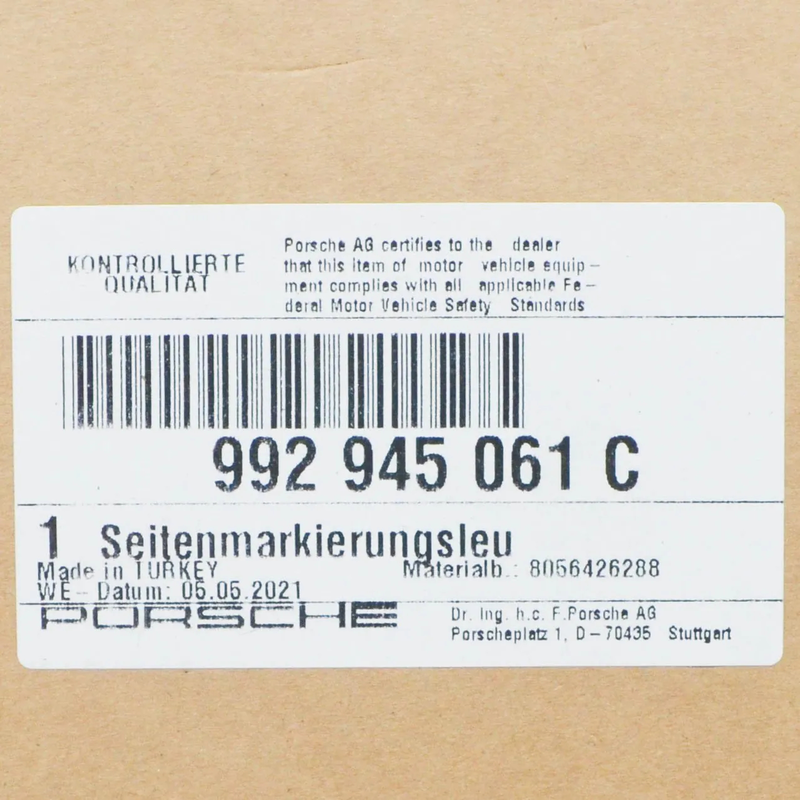 KONTROLLIERTE
QUALITÄT
Porsche AG certifies to the dealer
that this item of motor vehicle equip-
ment complies with all applicable Fe-
deral Motor Vehicle Safety Standards
992 945 061 C
1 Seitenmarkierungsleu
Made in TURKEY Materialb.: 8056426288
WE-Datum: 05.05.2021
PORSCHE
Dr. Ing. h.c. F.Porsche AG
Porscheplatz 1, D-70435 Stuttgart